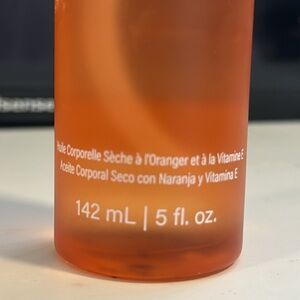 Huile Corporelle Sèche à l'Oranger et à la Vitamine E
Aceite Corporal Seco con Naranja y Vitamina E
142 mL | 5 fl. oz.